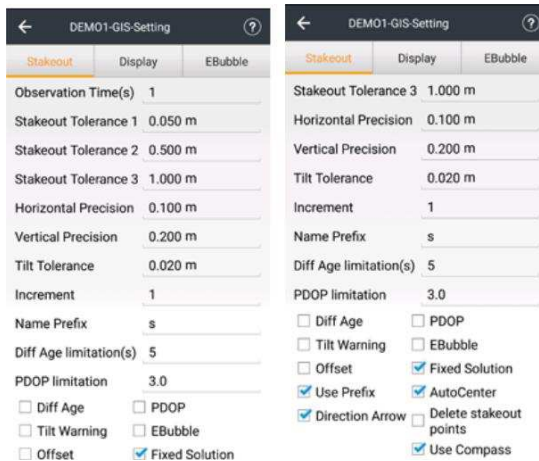 DEMO1-GIS-Setting ?
Stakeout Display EBubble
Observation Time(s) 1
Stakeout Tolerance 1 0.050 m
Stakeout Tolerance 2 0.500 m
Stakeout Tolerance 3 1.000 m
Horizontal Precision 0.100 m
Vertical Precision 0.200 m
Tilt Tolerance 0.020 m
Increment 1
Name Prefix s
Diff Age limitation(s) 5
PDOP limitation 3.0
Diff Age PDOP
Tilt Warning EBubble
Offset Fixed Solution
DEMO1-GIS-Setting ?
Stakeout Display EBubble
Stakeout Tolerance 3 1.000 m
Horizontal Precision 0.100 m
Vertical Precision 0.200 m
Tilt Tolerance 0.020 m
Increment 1
Name Prefix s
Diff Age limitation(s) 5
PDOP limitation 3.0
Diff Age PDOP
Tilt Warning EBubble
Offset Fixed Solution
Use Prefix AutoCenter
Direction Arrow Delete stakeout
points
Use Compass